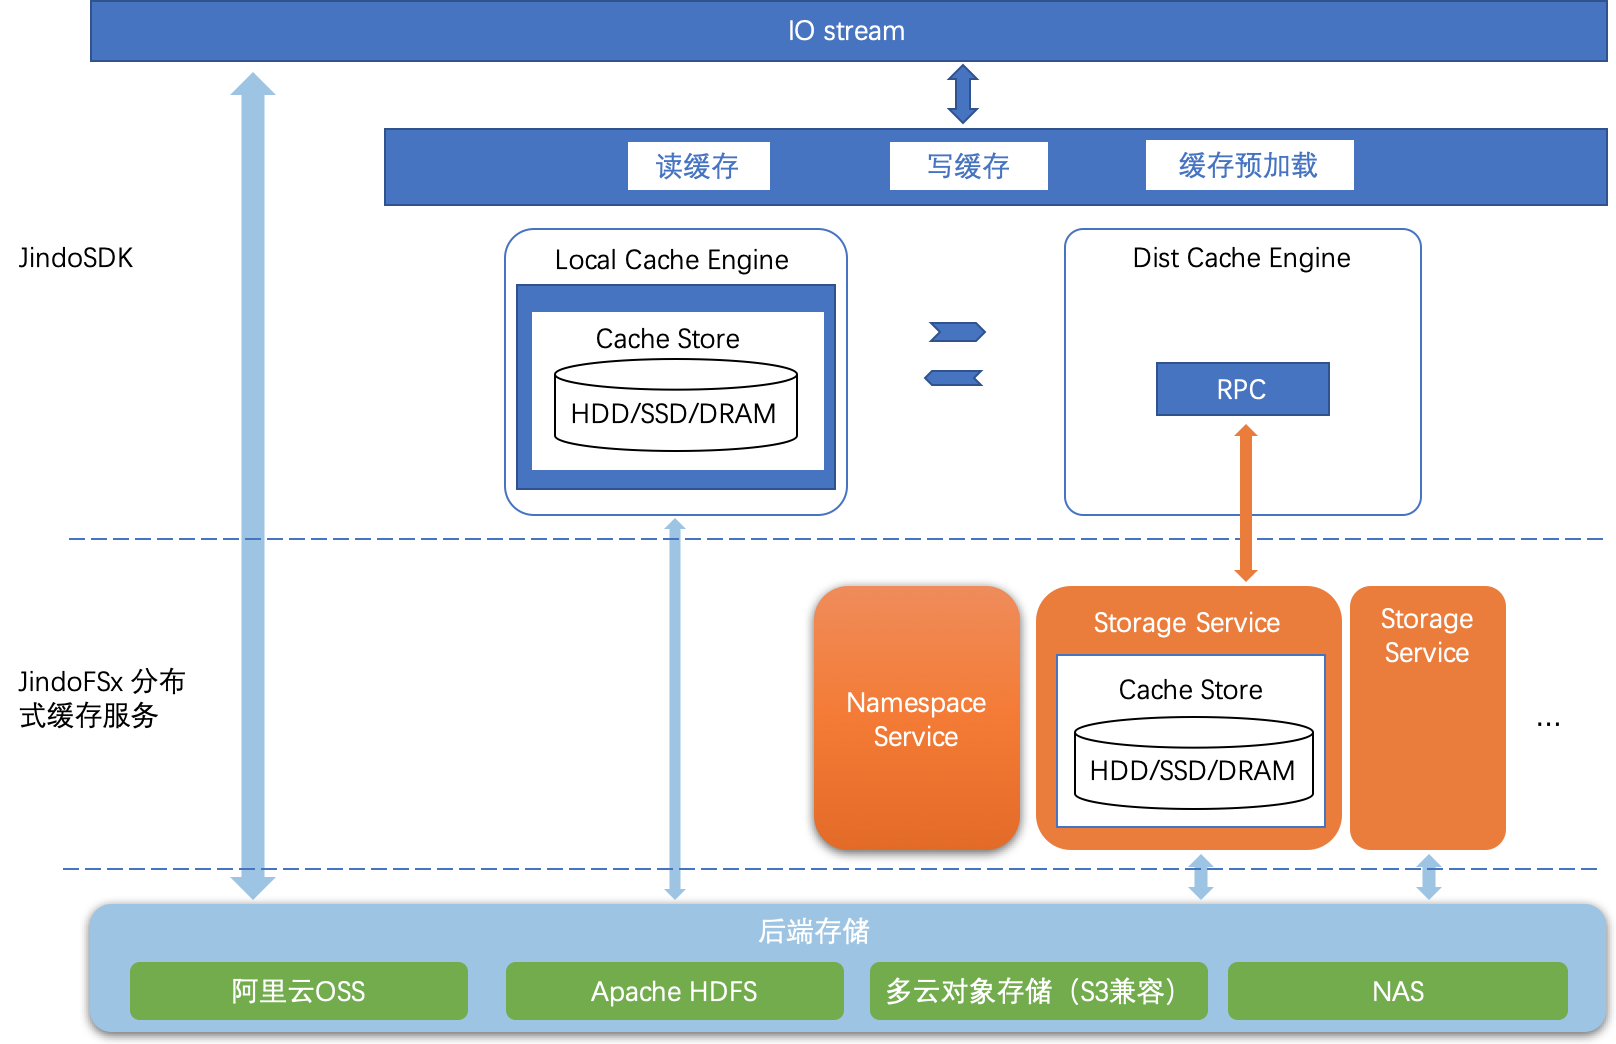 IO stream
读缓存
写缓存
缓存预加载
JindoSDK
Local Cache Engine
Cache Store
HDD/SSD/DRAM
Dist Cache Engine
RPC
JindoFSx 分布
式缓存服务
Namespace
Service
Storage Service
Cache Store
HDD/SSD/DRAM
Storage
Service
...
后端存储
阿里云OSS
Apache HDFS
多云对象存储（S3兼容）
NAS